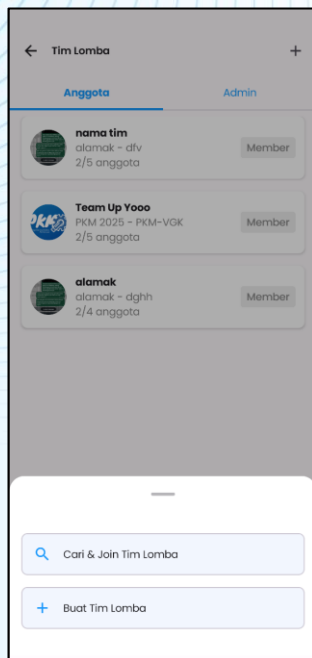 Tim Lomba
Anggota
Admin
nama tim
alamak - dfv
2/5 anggota
Member
Team Up Yooo
PKM 2025 - PKM-VGK
2/5 anggota
Member
alamak
alamak - dghh
2/4 anggota
Member
Cari & Join Tim Lomba
Buat Tim Lomba